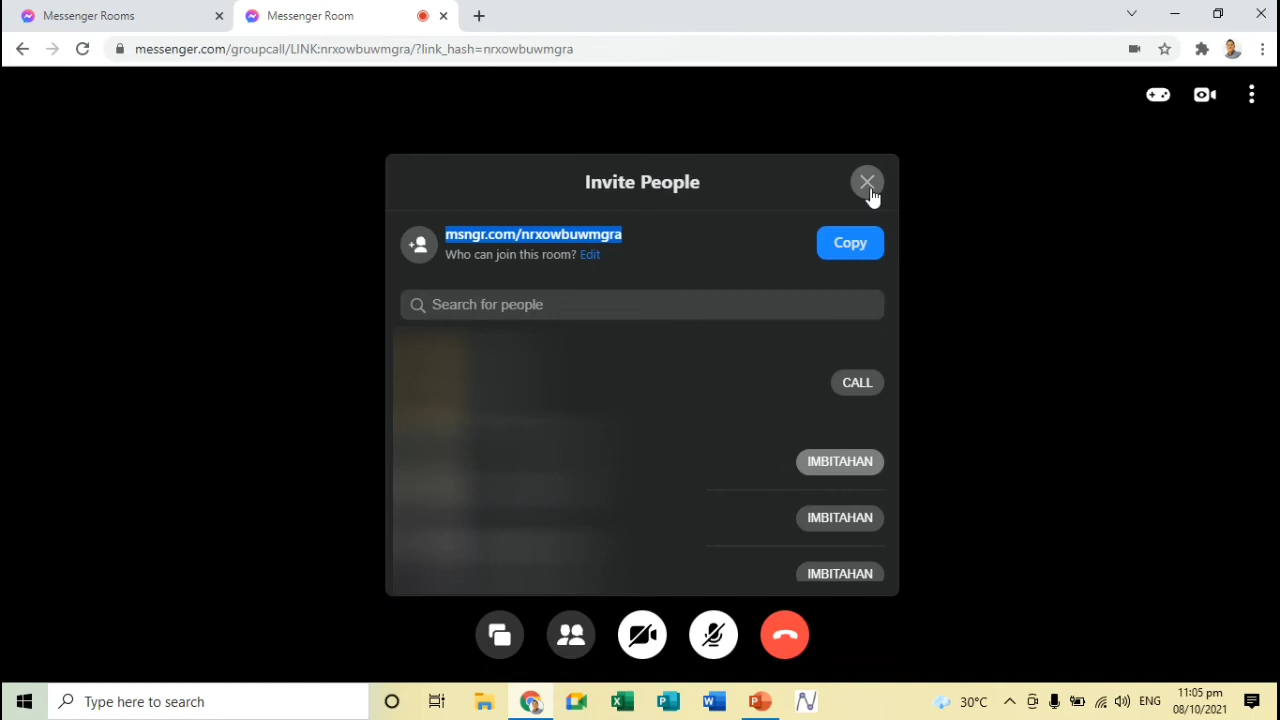 Messenger Rooms
Messenger Room
messenger.com/groupcall/LINK:nrxowbuwmgra/?link_hash=nrxowbuwmgra
Invite People
msngr.com/nrxowbuwmgra
Who can join this room? Edit
Copy
Search for people
CALL
IMBITAHAN
IMBITAHAN
IMBITAHAN
Type here to search
30°C
ENG
11:05 pm
08/10/2021